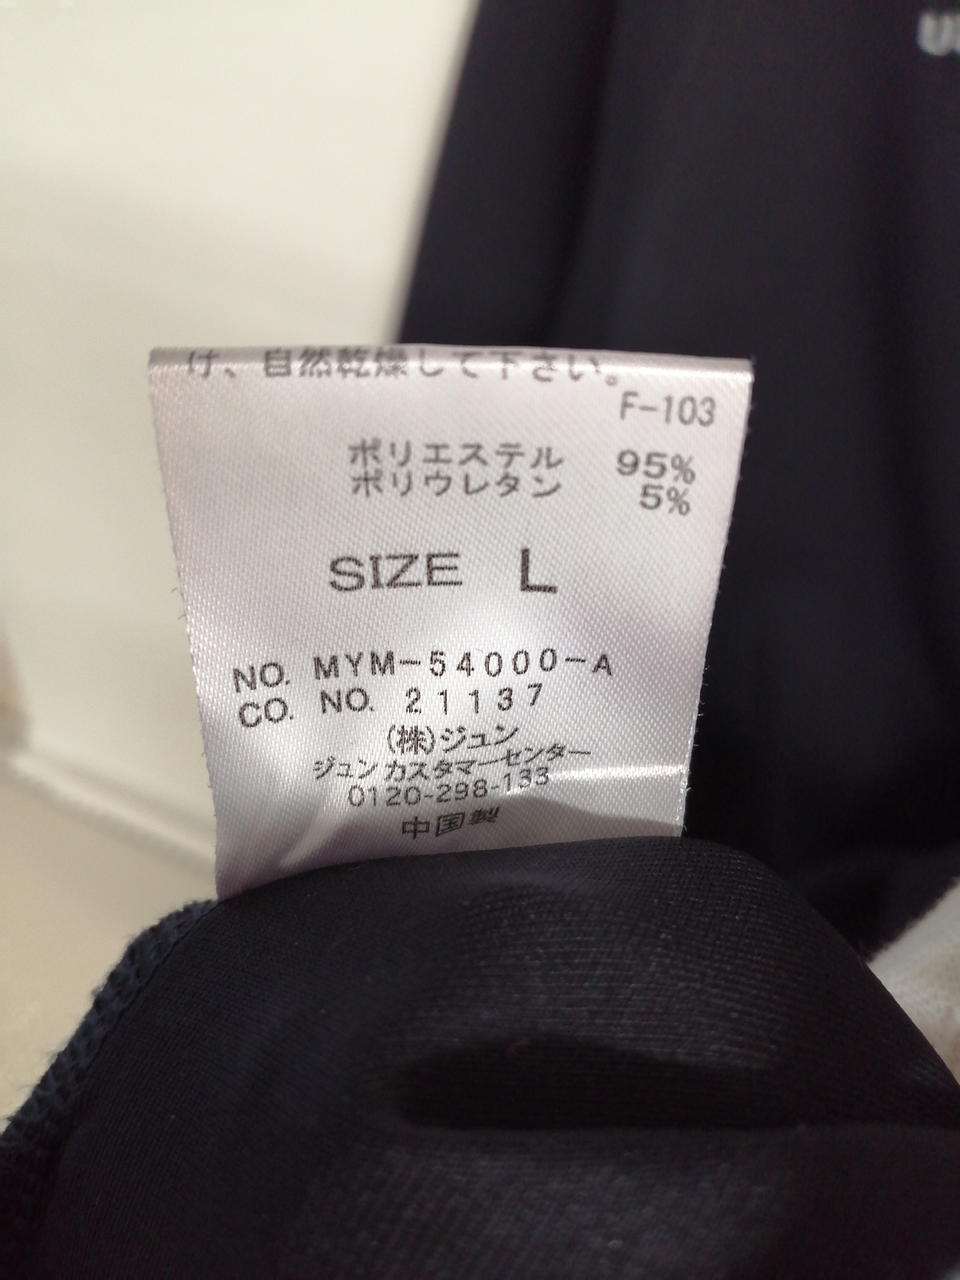 け、自然乾燥して下さい。
F-103
ポリエステル 95%
ポリウレタン 5%
SIZE L
NO. MYM-54000-A
CO. NO. 21137
(株)ジュン
ジュンカスタマーセンター
0120-298-133
中国製